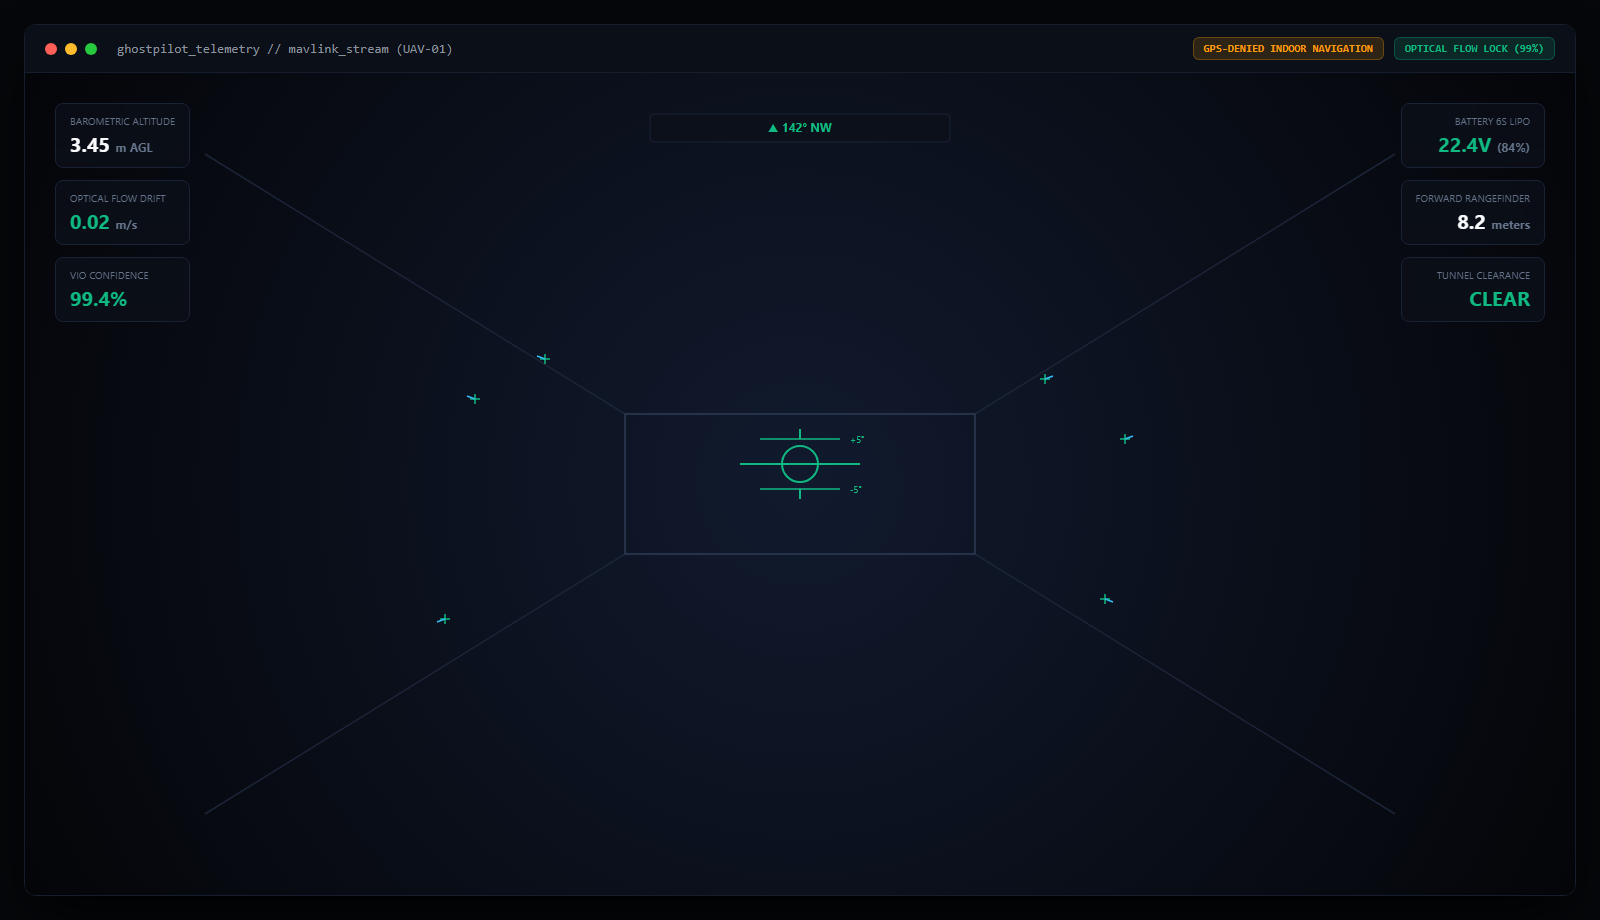 ghostpilot_telemetry // mavlink_stream (UAV-01)
GPS-DENIED INDOOR NAVIGATION
OPTICAL FLOW LOCK (99%)
BAROMETRIC ALTITUDE
3.45 m AGL
OPTICAL FLOW DRIFT
0.02 m/s
VIO CONFIDENCE
99.4%
▲ 142° NW
BATTERY 6S LIPO
22.4V (84%)
FORWARD RANGEFINDER
8.2 meters
TUNNEL CLEARANCE
CLEAR
+5°
-5°